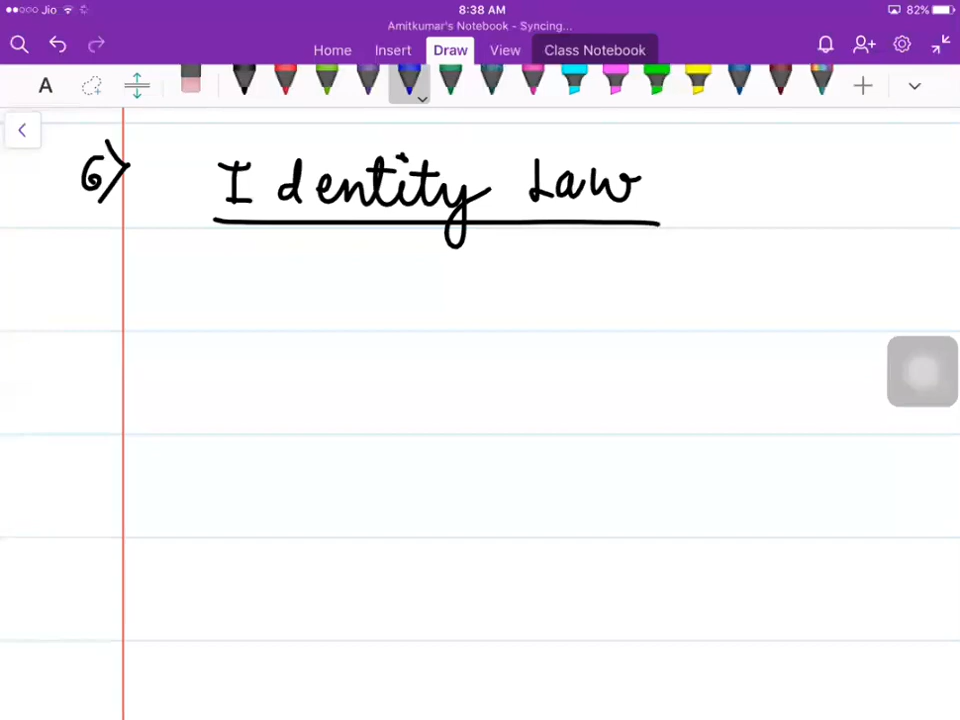 Jio 8:38 AM 82%
Amitkumar's Notebook - Syncing...
Home Insert Draw View Class Notebook
A
6) Identity Law